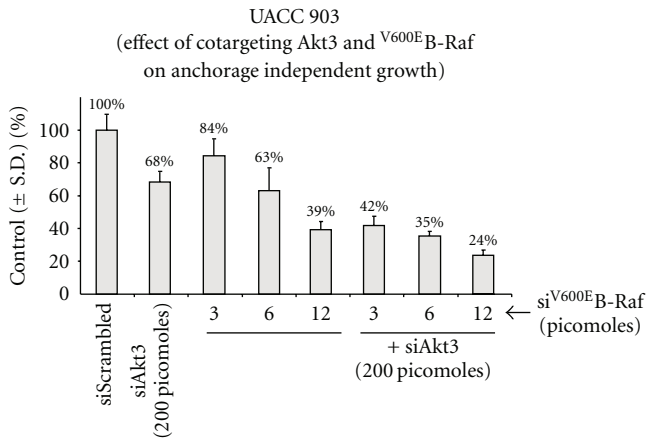 UACC 903
(effect of cotargeting Akt3 and V600EB-Raf
on anchorage independent growth)
Control (± S.D.) (%)
100
80
60
40
20
0
100%
68%
84%
63%
39%
42%
35%
24%
siScrambled
siAkt3
(200 picomoles)
3 6 12 3 6 12
+ siAkt3
(200 picomoles)
← siV600EB-Raf
(picomoles)